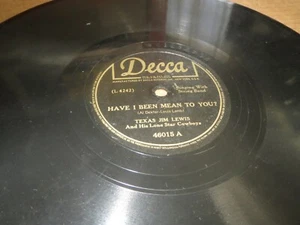 Decca
(L 4242)
Singing With
String Band
HAVE I BEEN MEAN TO YOU?
TEXAS JIM LEWIS
And His Lone Star Cowboys
46015 A